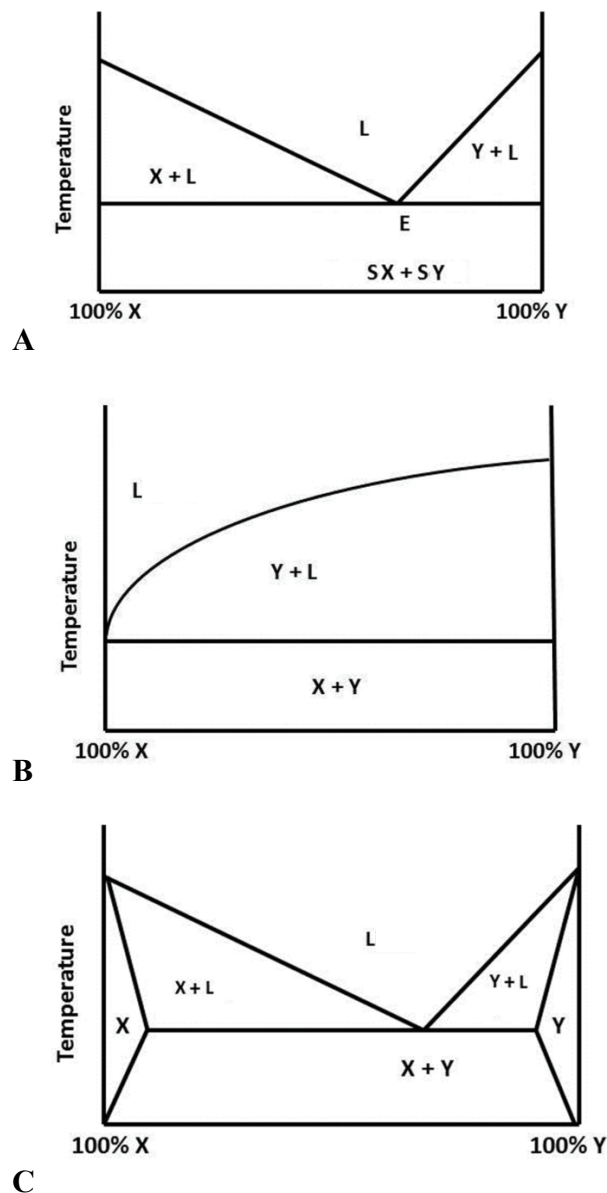 L
Y + L
X + L
Temperature
E
SX + SY
100% X 100% Y
A
L
Y + L
Temperature
X + Y
100% X 100% Y
B
L
X + L
Y + L
Temperature
X
Y
X + Y
100% X 100% Y
C